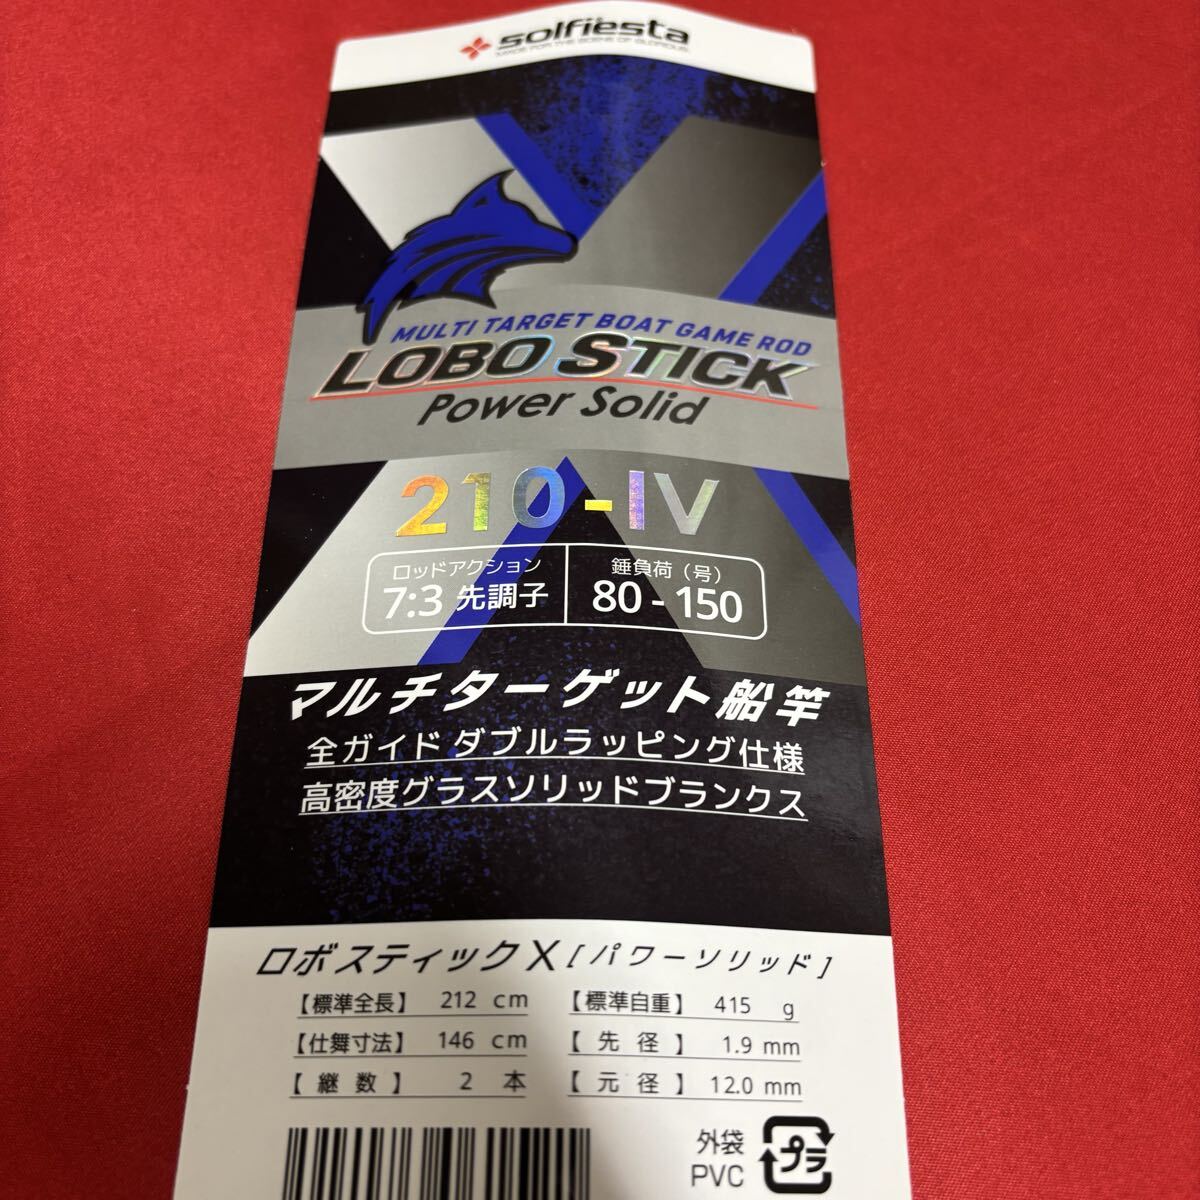 solfiesta
MADE FOR THE SCENE OF GLORIOUS.
MULTI TARGET BOAT GAME ROD
LOBO STICK
Power Solid
210-IV
ロッドアクション
7:3 先調子
錘負荷（号）
80-150
マルチターゲット船竿
全ガイド ダブルラッピング仕様
高密度グラスソリッドブランクス
ロボスティックX[パワーソリッド]
【標準全長】 212 cm 【標準自重】 415 g
【仕舞寸法】 146 cm 【先径】 1.9 mm
【継数】 2 本 【元径】 12.0 mm
外袋
PVC
プラ